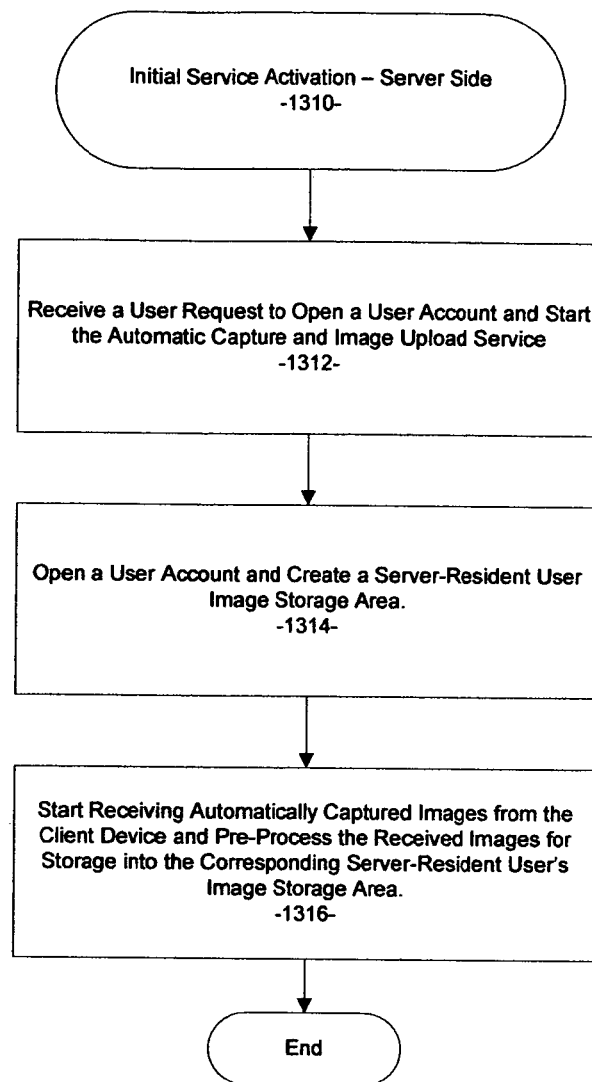 Initial Service Activation – Server Side
-1310-
Receive a User Request to Open a User Account and Start
the Automatic Capture and Image Upload Service
-1312-
Open a User Account and Create a Server-Resident User
Image Storage Area.
-1314-
Start Receiving Automatically Captured Images from the
Client Device and Pre-Process the Received Images for
Storage into the Corresponding Server-Resident User's
Image Storage Area.
-1316-
End